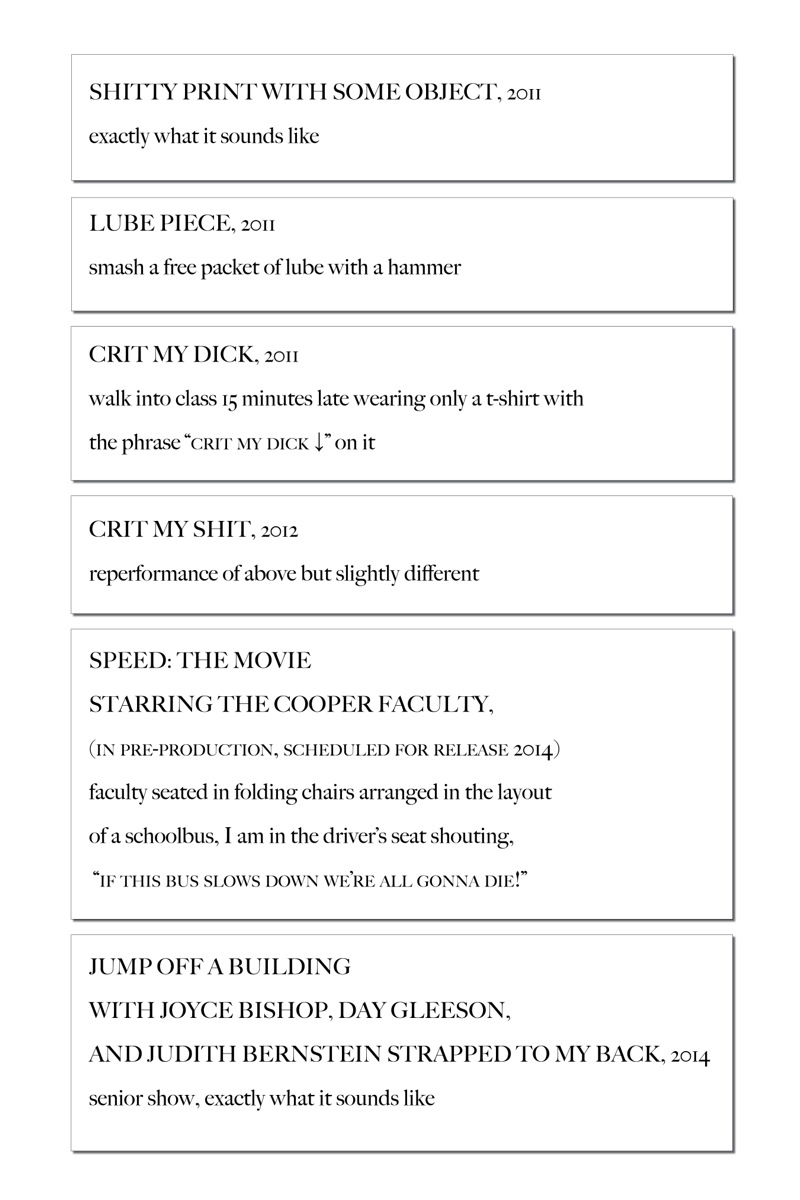 SHITTY PRINT WITH SOME OBJECT, 2011
exactly what it sounds like
LUBE PIECE, 2011
smash a free packet of lube with a hammer
CRIT MY DICK, 2011
walk into class 15 minutes late wearing only a t-shirt with
the phrase “CRIT MY DICK ↓” on it
CRIT MY SHIT, 2012
reperformance of above but slightly different
SPEED: THE MOVIE
STARRING THE COOPER FACULTY,
(IN PRE-PRODUCTION, SCHEDULED FOR RELEASE 2014)
faculty seated in folding chairs arranged in the layout
of a schoolbus, I am in the driver’s seat shouting,
“IF THIS BUS SLOWS DOWN WE’RE ALL GONNA DIE!”
JUMP OFF A BUILDING
WITH JOYCE BISHOP, DAY GLEESON,
AND JUDITH BERNSTEIN STRAPPED TO MY BACK, 2014
senior show, exactly what it sounds like